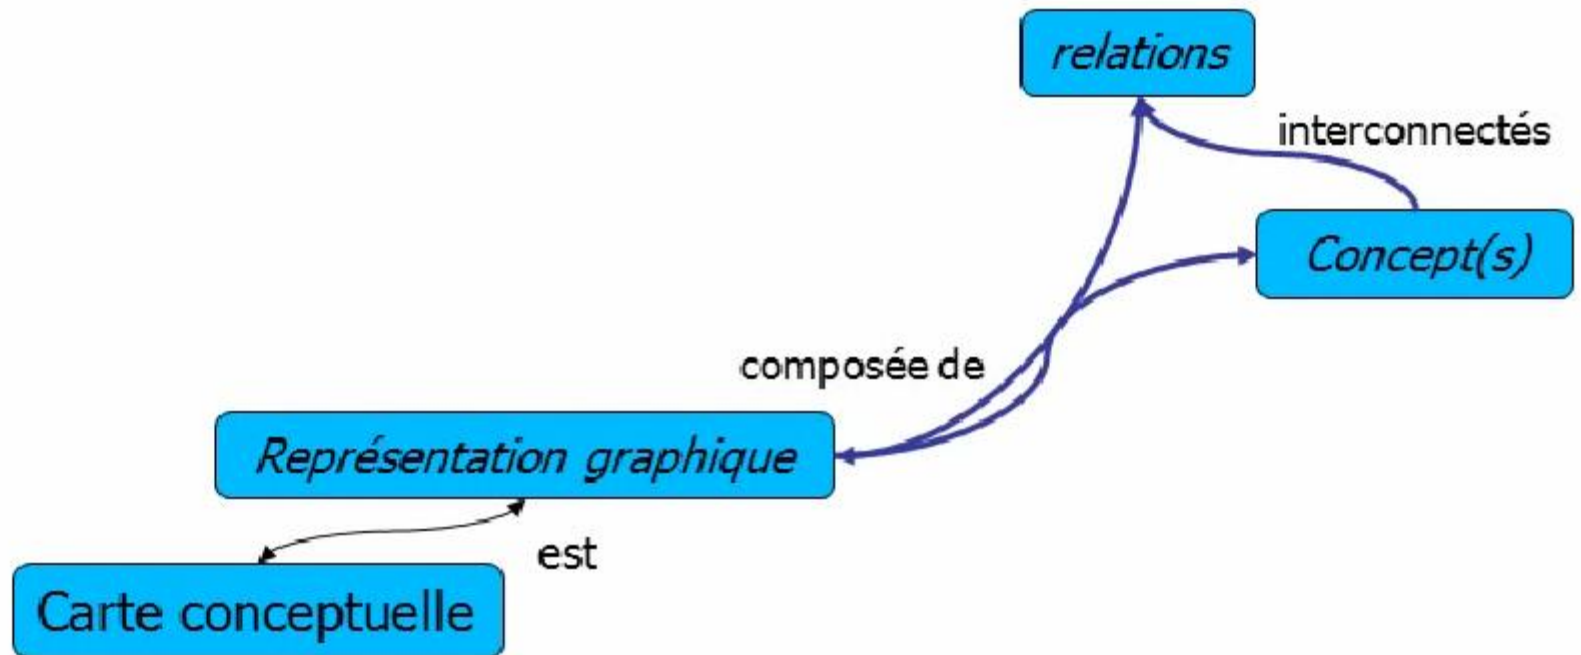 relations
interconnectés
Concept(s)
composée de
Représentation graphique
est
Carte conceptuelle